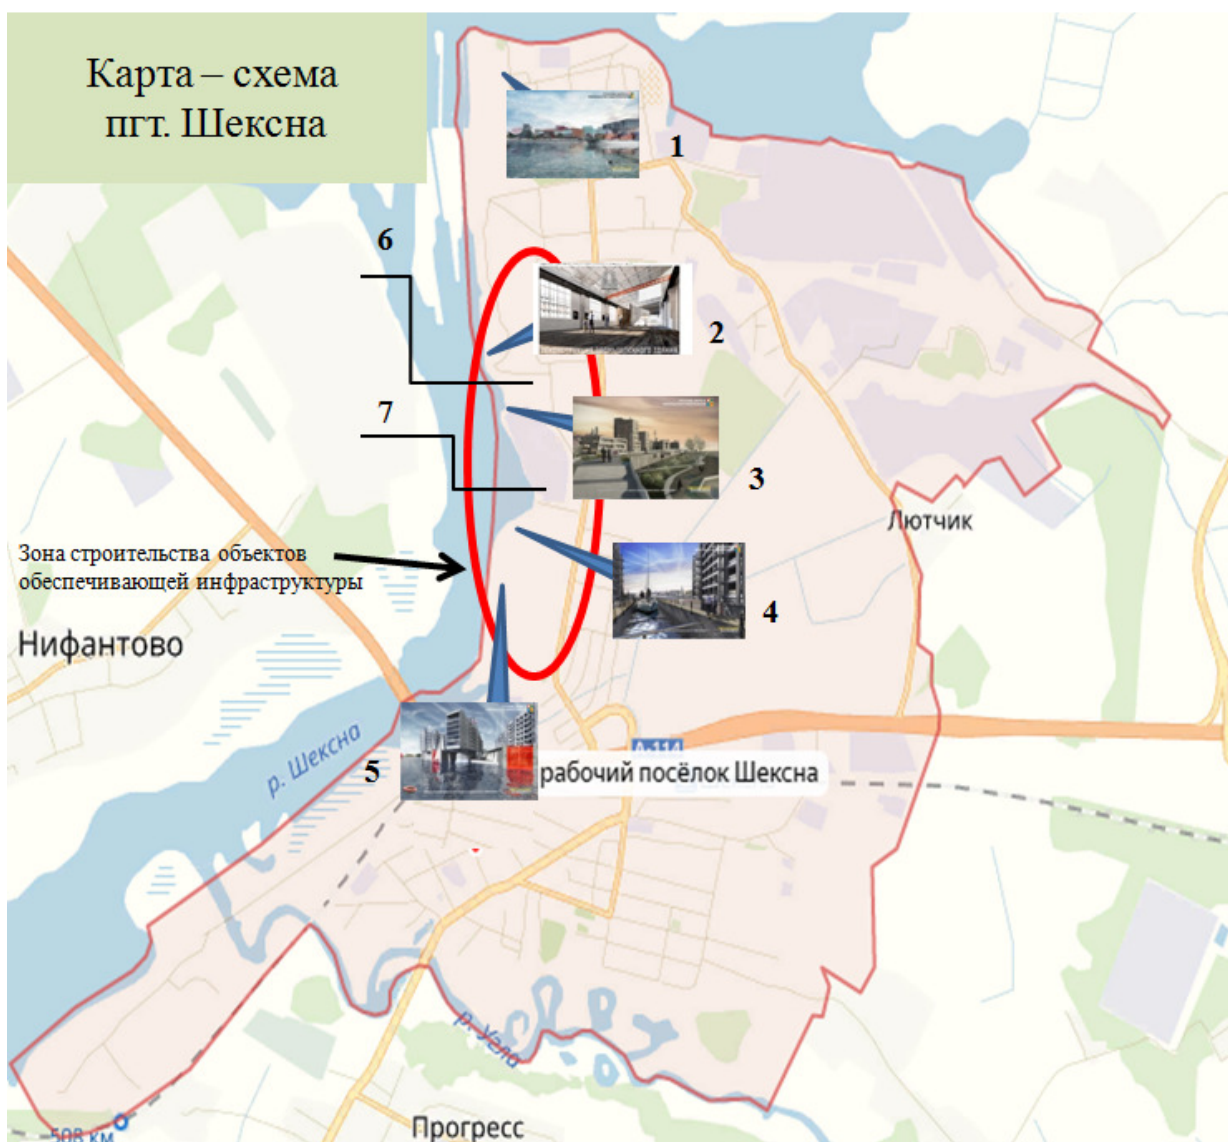 Карта – схема
пгт. Шексна
1
6
2
7
3
Зона строительства объектов
обеспечивающей инфраструктуры
Лютчик
4
Нифантово
р. Шексна
А-114
5
рабочий посёлок Шексна
р. Угла
Прогресс
508 км